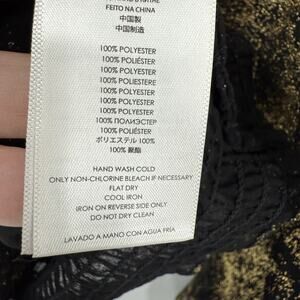 FEITO NA CHINA
中国製
中国制造
100% POLYESTER
100% POLIÉSTER
100% POLYESTER
100% POLIESTERE
100% POLYESTER
100% POLYESTER
100% ПОЛИЭСТЕР
100% POLIÉSTER
ポリエステル 100%
100% 聚酯
HAND WASH COLD
ONLY NON-CHLORINE BLEACH IF NECESSARY
FLAT DRY
COOL IRON
IRON ON REVERSE SIDE ONLY
DO NOT DRY CLEAN
LAVADO A MANO CON AGUA FRÍA